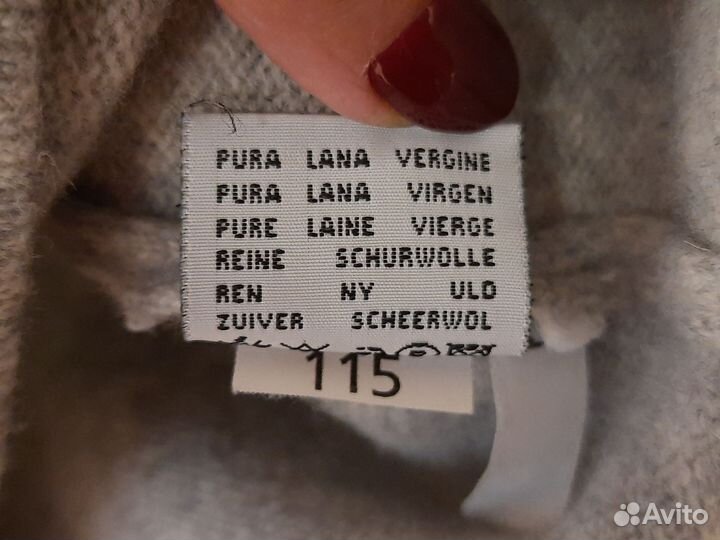 PURA LANA VERGINE
PURA LANA VIRGEN
PURE LAINE VIERGE
REINE SCHURWOLLE
REN NY ULD
ZUIVER SCHEERWOL
115
Avito